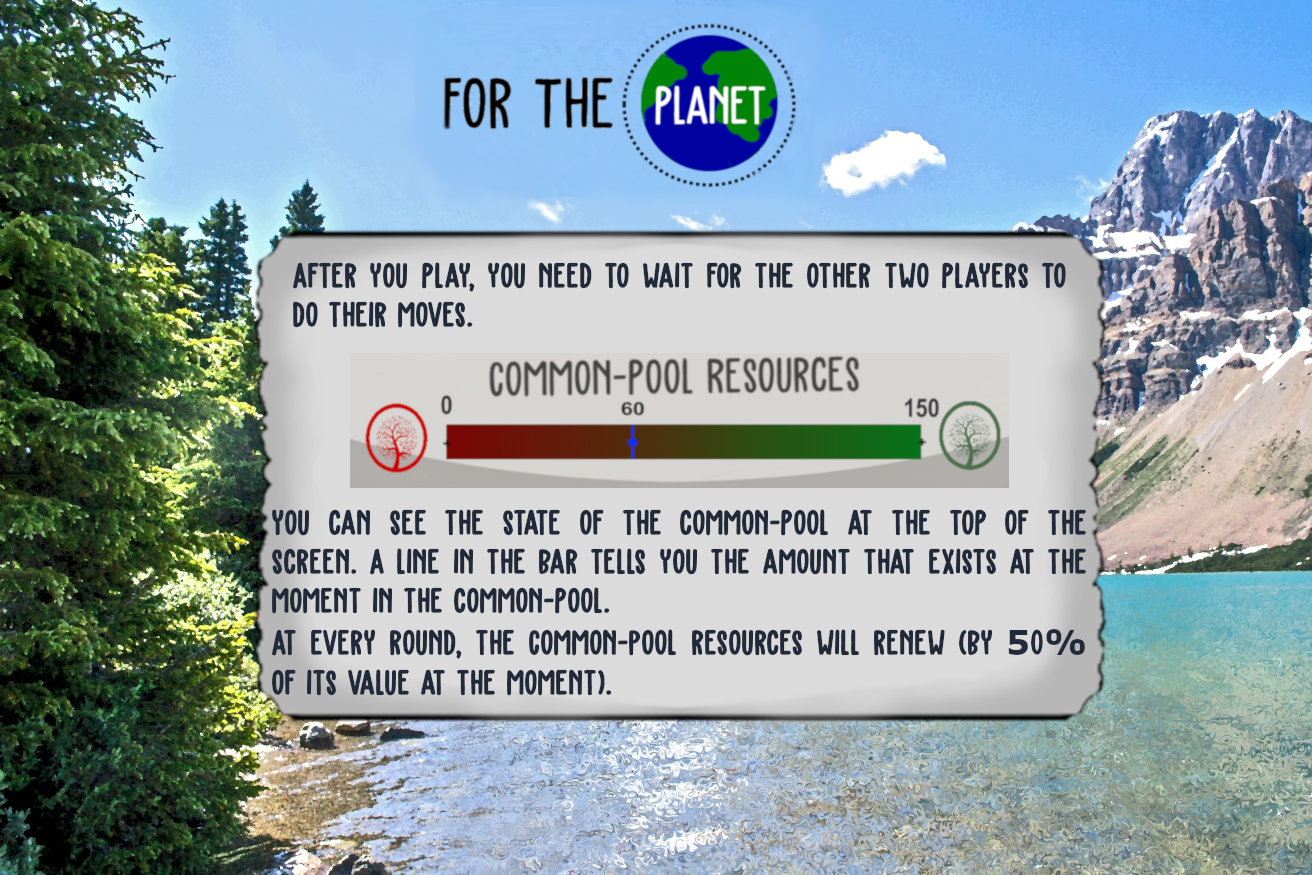 FOR THE PLANET
AFTER YOU PLAY, YOU NEED TO WAIT FOR THE OTHER TWO PLAYERS TO
DO THEIR MOVES.
COMMON-POOL RESOURCES
0 60 150
YOU CAN SEE THE STATE OF THE COMMON-POOL AT THE TOP OF THE
SCREEN. A LINE IN THE BAR TELLS YOU THE AMOUNT THAT EXISTS AT THE
MOMENT IN THE COMMON-POOL.
AT EVERY ROUND, THE COMMON-POOL RESOURCES WILL RENEW (BY 50%
OF ITS VALUE AT THE MOMENT).